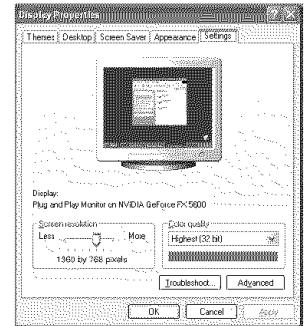 Display Properties
Themes Desktop Screen Saver Appearance Settings
Display:
Plug and Play Monitor on NVIDIA GeForce FX 5600
Screen resolution
Less More
1360 by 768 pixels
Color quality
Highest (32 bit)
Troubleshoot... Advanced
OK Cancel Apply